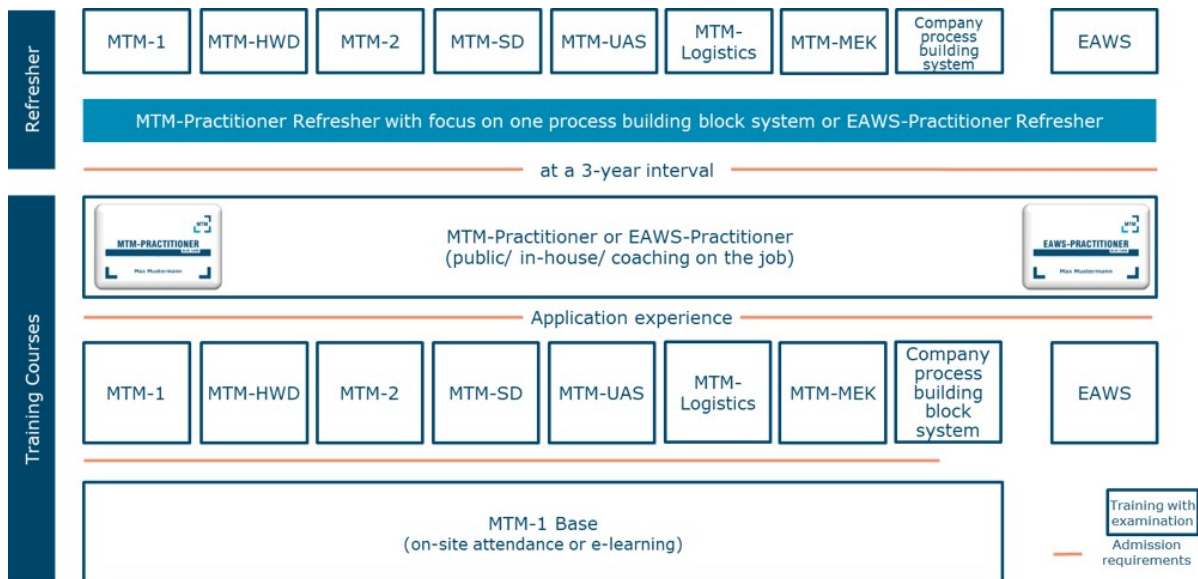 Refresher
MTM-1
MTM-HWD
MTM-2
MTM-SD
MTM-UAS
MTM-
Logistics
MTM-MEK
Company
process
building block
system
EAWS
MTM-Practitioner Refresher with focus on one process building block system or EAWS-Practitioner Refresher
at a 3-year interval
Training Courses
MTM
MTM-PRACTITIONER
Max Mustermann
MTM-Practitioner or EAWS-Practitioner
(public/ in-house/ coaching on the job)
MTM
EAWS-PRACTITIONER
Max Mustermann
Application experience
MTM-1
MTM-HWD
MTM-2
MTM-SD
MTM-UAS
MTM-
Logistics
MTM-MEK
Company
process
building
block
system
EAWS
MTM-1 Base
(on-site attendance or e-learning)
Training with
examination
Admission
requirements